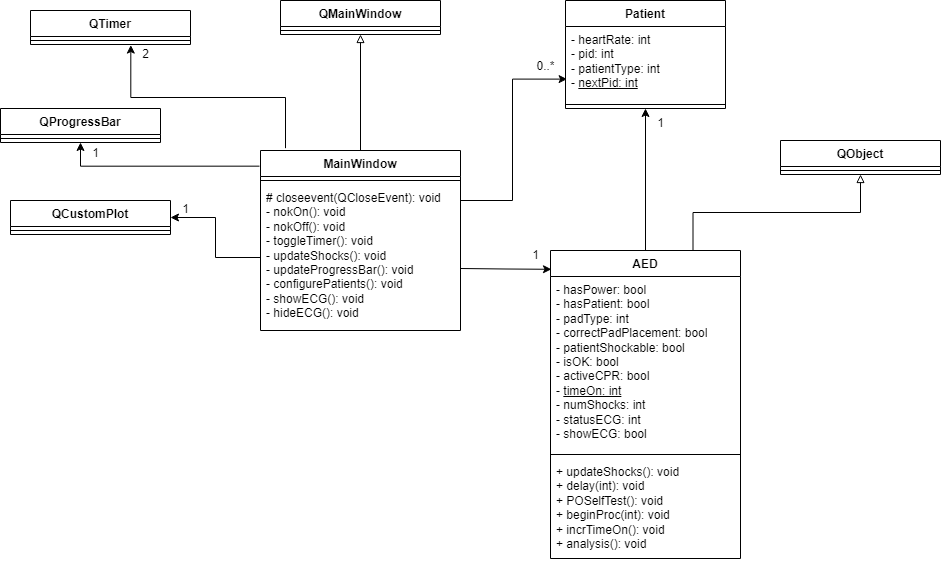 QMainWindow
Patient
- heartRate: int
- pid: int
- patientType: int
- nextPid: int
QTimer
2
0..*
QProgressBar
1
1
MainWindow
# closeevent(QCloseEvent): void
- nokOn(): void
- nokOff(): void
- toggleTimer(): void
- updateShocks(): void
- updateProgressBar(): void
- configurePatients(): void
- showECG(): void
- hideECG(): void
QObject
QCustomPlot
1
1
AED
- hasPower: bool
- hasPatient: bool
- padType: int
- correctPadPlacement: bool
- patientShockable: bool
- isOK: bool
- activeCPR: bool
- timeOn: int
- numShocks: int
- statusECG: int
- showECG: bool
+ updateShocks(): void
+ delay(int): void
+ POSelfTest(): void
+ beginProc(int): void
+ incrTimeOn(): void
+ analysis(): void